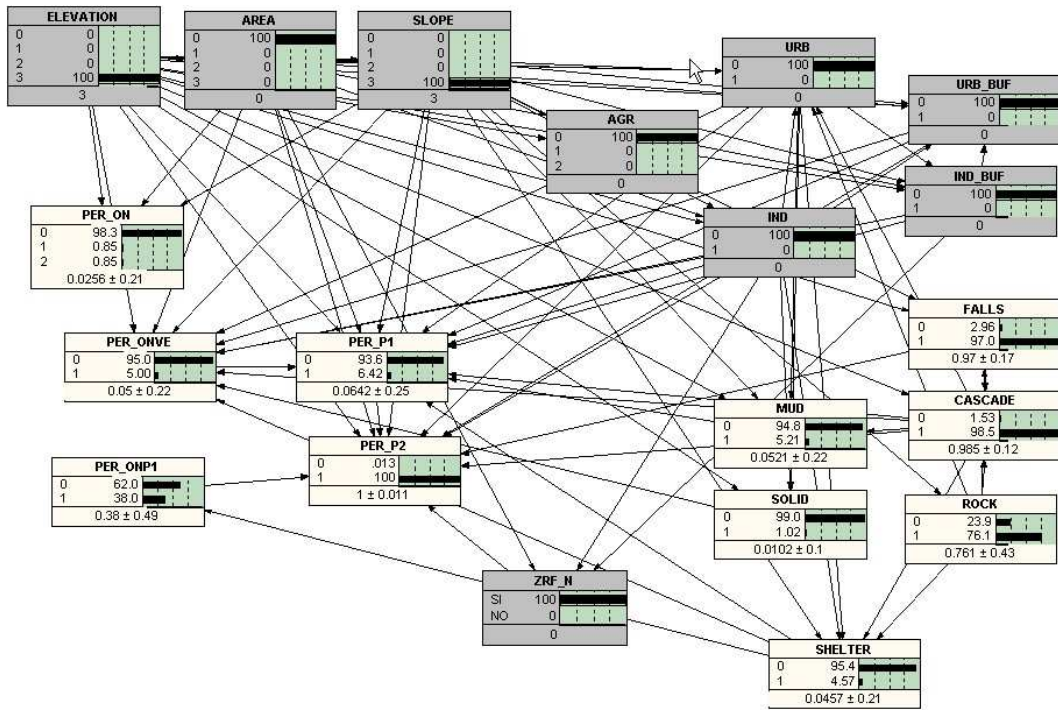 ELEVATION
0 0
1 0
2 0
3 100
3
AREA
0 100
1 0
2 0
3 0
0
SLOPE
0 0
1 0
2 0
3 100
3
URB
0 100
1 0
0
URB_BUF
0 100
1 0
0
AGR
0 100
1 0
2 0
0
IND_BUF
0 100
1 0
0
PER_ON
0 98.3
1 0.85
2 0.85
0.0256 ± 0.21
IND
0 100
1 0
0
FALLS
0 2.96
1 97.0
0.97 ± 0.17
PER_ONVE
0 95.0
1 5.00
0.05 ± 0.22
PER_P1
0 93.6
1 6.42
0.0642 ± 0.25
MUD
0 94.8
1 5.21
0.0521 ± 0.22
CASCADE
0 1.53
1 98.5
0.985 ± 0.12
PER_P2
0 .013
1 100
1 ± 0.011
PER_ONP1
0 62.0
1 38.0
0.38 ± 0.49
SOLID
0 99.0
1 1.02
0.0102 ± 0.1
ROCK
0 23.9
1 76.1
0.761 ± 0.43
ZRF_N
SI 100
NO 0
0
SHELTER
0 95.4
1 4.57
0.0457 ± 0.21